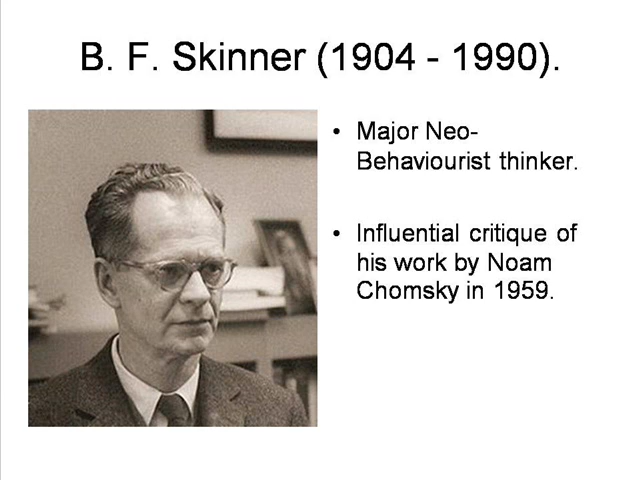 B. F. Skinner (1904 - 1990).
• Major Neo-
Behaviourist thinker.
• Influential critique of
his work by Noam
Chomsky in 1959.